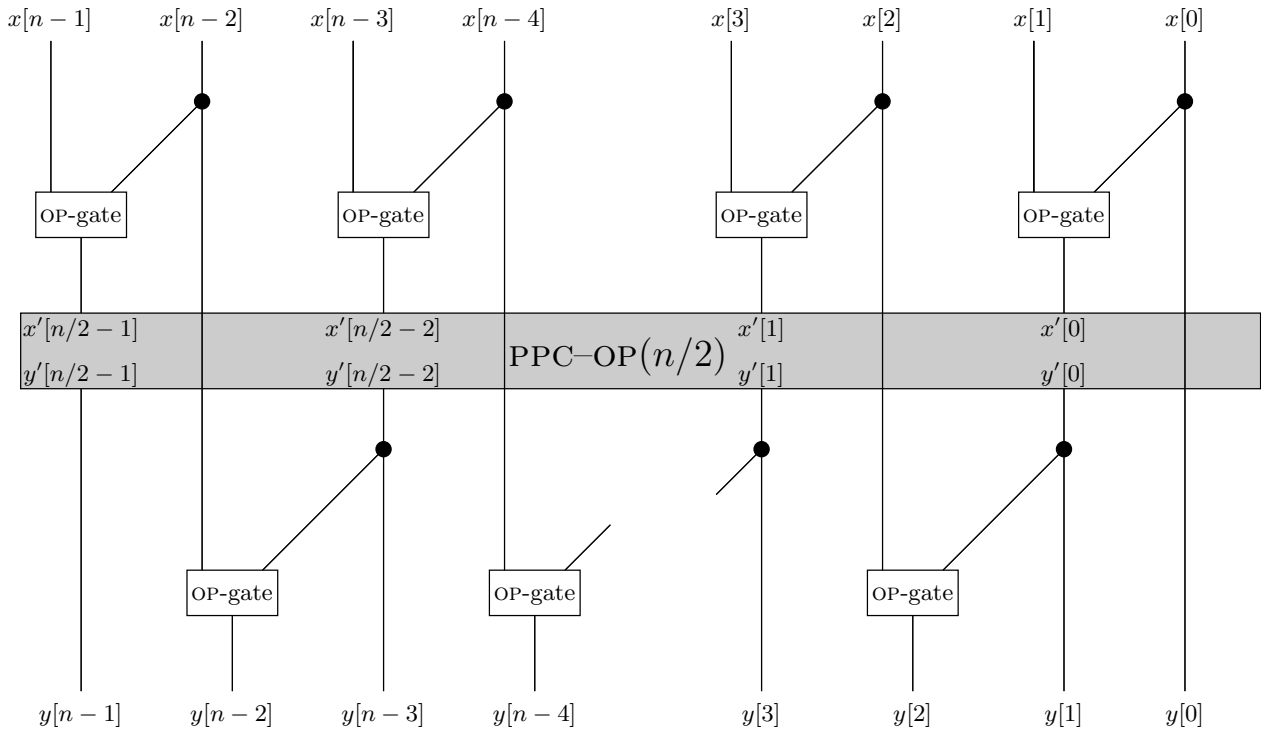 x[n − 1] x[n − 2] x[n − 3] x[n − 4] x[3] x[2] x[1] x[0]
OP-gate OP-gate OP-gate OP-gate
x′[n/2 − 1] x′[n/2 − 2] x′[1] x′[0]
PPC–OP(n/2)
y′[n/2 − 1] y′[n/2 − 2] y′[1] y′[0]
OP-gate OP-gate OP-gate
y[n − 1] y[n − 2] y[n − 3] y[n − 4] y[3] y[2] y[1] y[0]